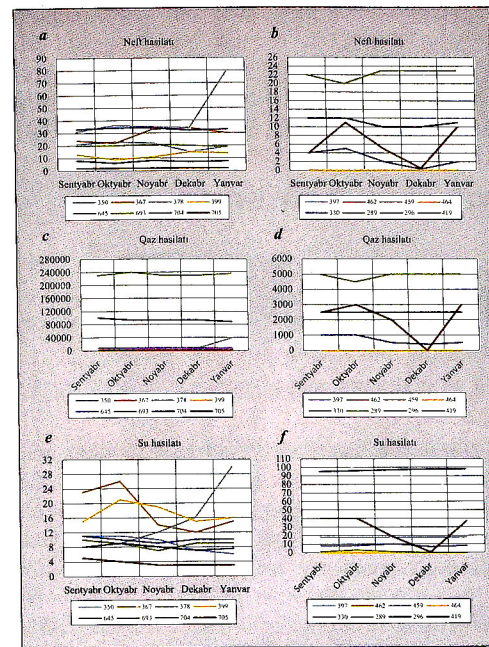 a
Neft hasilatı
90
80
70
60
50
40
30
20
10
0
Sentyabr Oktyabr Noyabr Dekabr Yanvar
350 367 378 399
645 693 704 705
b
Neft hasilatı
26
24
22
20
18
16
14
12
10
8
6
4
2
0
Sentyabr Oktyabr Noyabr Dekabr Yanvar
397 462 459 464
330 289 296 419
c
Qaz hasilatı
280000
240000
200000
160000
120000
80000
40000
0
Sentyabr Oktyabr Noyabr Dekabr Yanvar
350 367 378 399
645 693 704 705
d
Qaz hasilatı
6000
5000
4000
3000
2000
1000
0
Sentyabr Oktyabr Noyabr Dekabr Yanvar
397 462 459 464
330 289 296 419
e
Su hasilatı
32
28
24
20
16
12
8
4
0
Sentyabr Oktyabr Noyabr Dekabr Yanvar
350 367 378 399
645 693 704 705
f
Su hasilatı
110
100
90
80
70
60
50
40
30
20
10
0
Sentyabr Oktyabr Noyabr Dekabr Yanvar
397 462 459 464
330 289 296 419